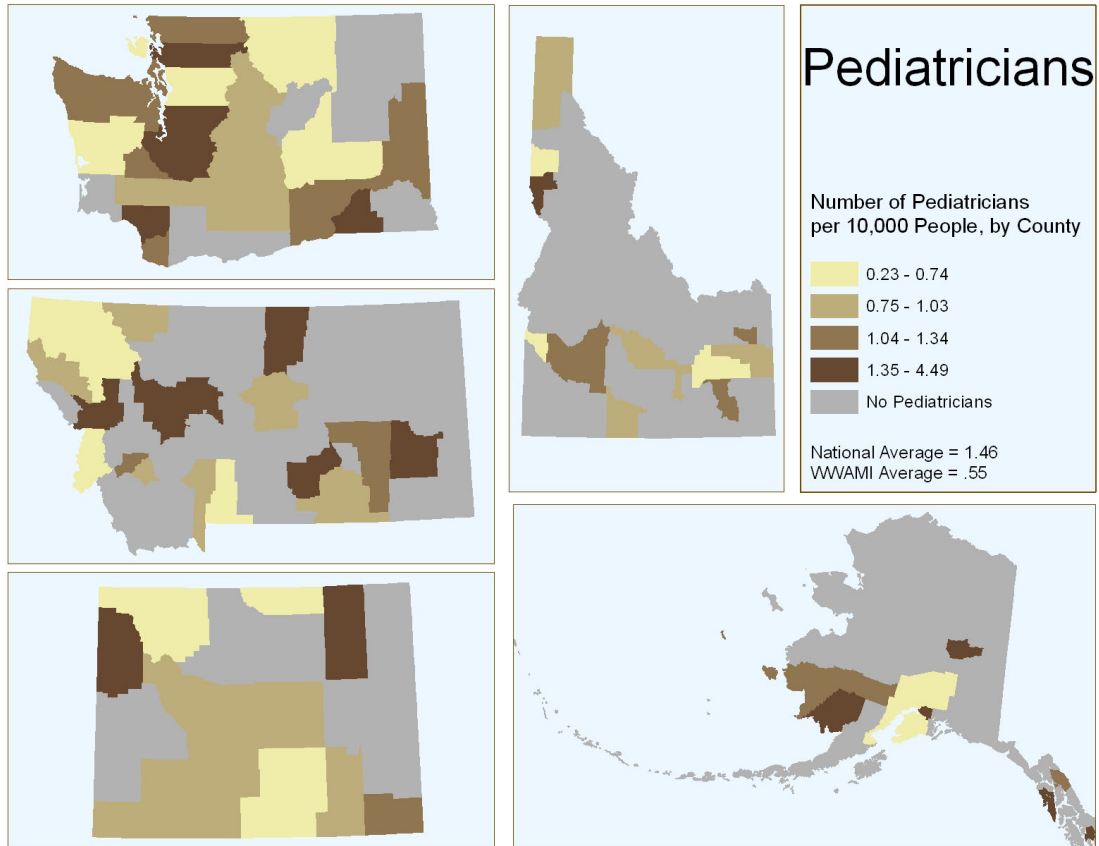 Pediatricians
Number of Pediatricians
per 10,000 People, by County
0.23 - 0.74
0.75 - 1.03
1.04 - 1.34
1.35 - 4.49
No Pediatricians
National Average = 1.46
WWAMI Average = .55